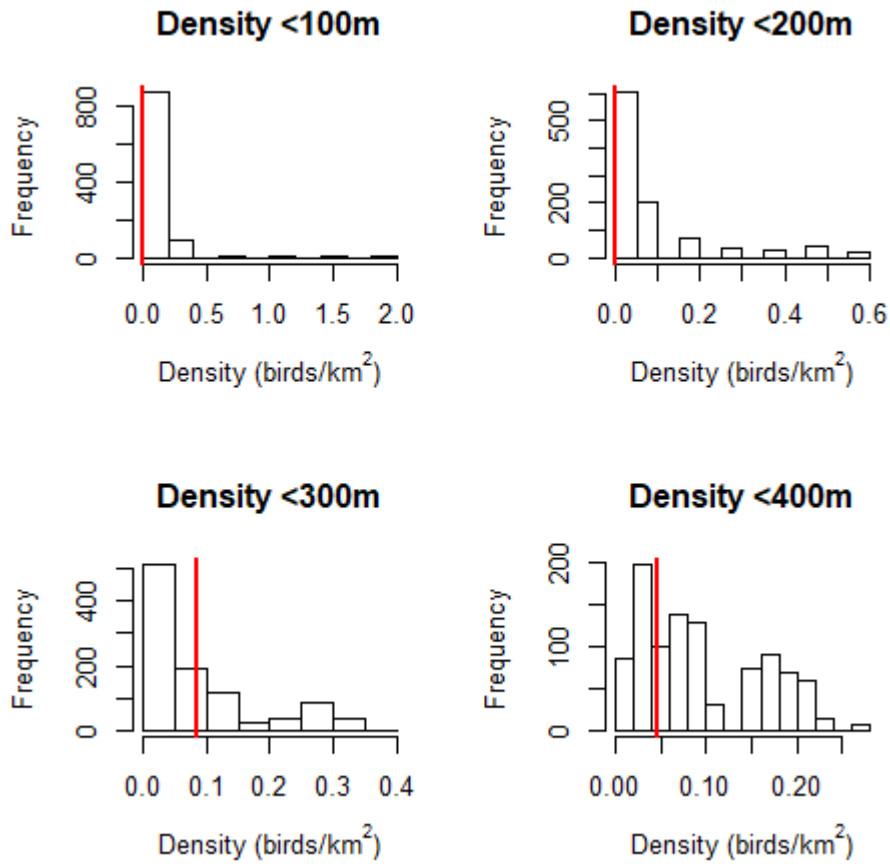 Density <100m
Frequency
800
400
0
0.0 0.5 1.0 1.5 2.0
Density (birds/km²)
Density <200m
Frequency
500
200
0
0.0 0.2 0.4 0.6
Density (birds/km²)
Density <300m
Frequency
400
200
0
0.0 0.1 0.2 0.3 0.4
Density (birds/km²)
Density <400m
Frequency
200
100
0
0.00 0.10 0.20
Density (birds/km²)